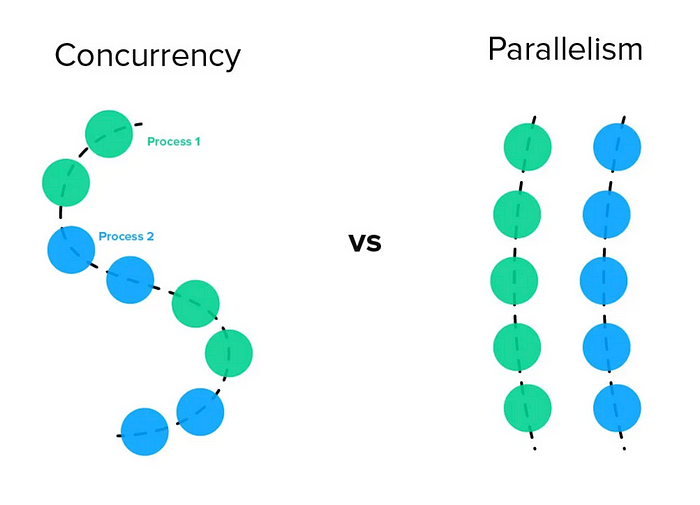 Concurrency
Process 1
Process 2
vs
Parallelism